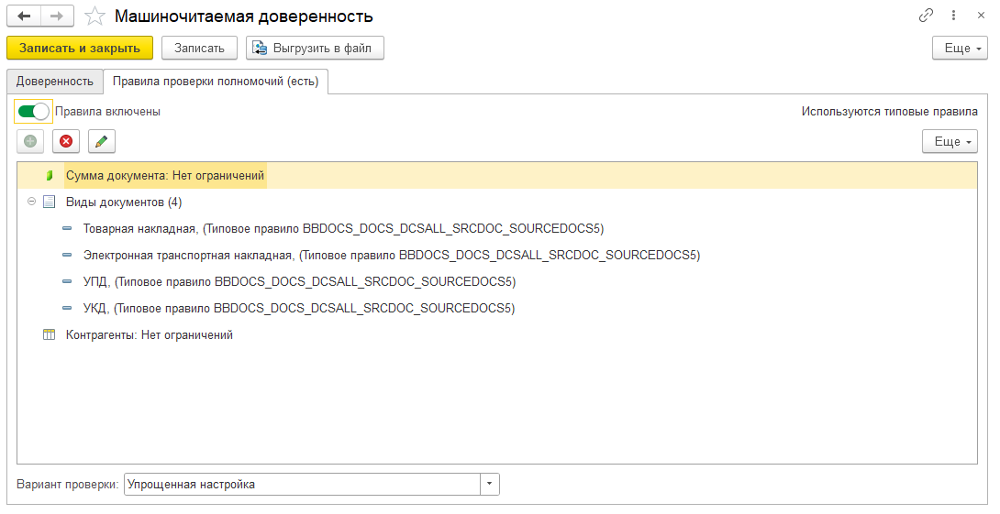 Машиночитаемая доверенность
Записать и закрыть Записать Выгрузить в файл Еще
Доверенность Правила проверки полномочий (есть)
Правила включены Используются типовые правила
Еще
Сумма документа: Нет ограничений
Виды документов (4)
Товарная накладная, (Типовое правило BBDOCS_DOCS_DCSALL_SRCDOC_SOURCEDOCS5)
Электронная транспортная накладная, (Типовое правило BBDOCS_DOCS_DCSALL_SRCDOC_SOURCEDOCS5)
УПД, (Типовое правило BBDOCS_DOCS_DCSALL_SRCDOC_SOURCEDOCS5)
УКД, (Типовое правило BBDOCS_DOCS_DCSALL_SRCDOC_SOURCEDOCS5)
Контрагенты: Нет ограничений
Вариант проверки: Упрощенная настройка